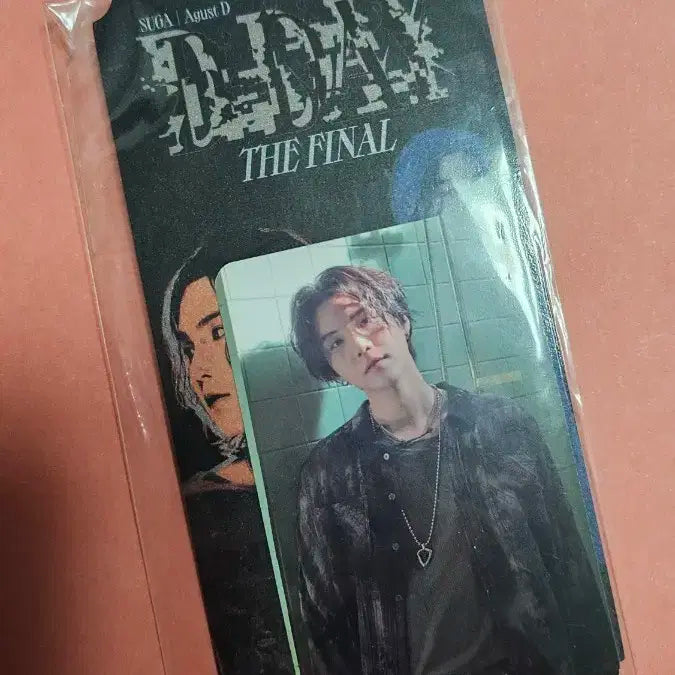 SUGA | Agust D
D-DAY
THE FINAL